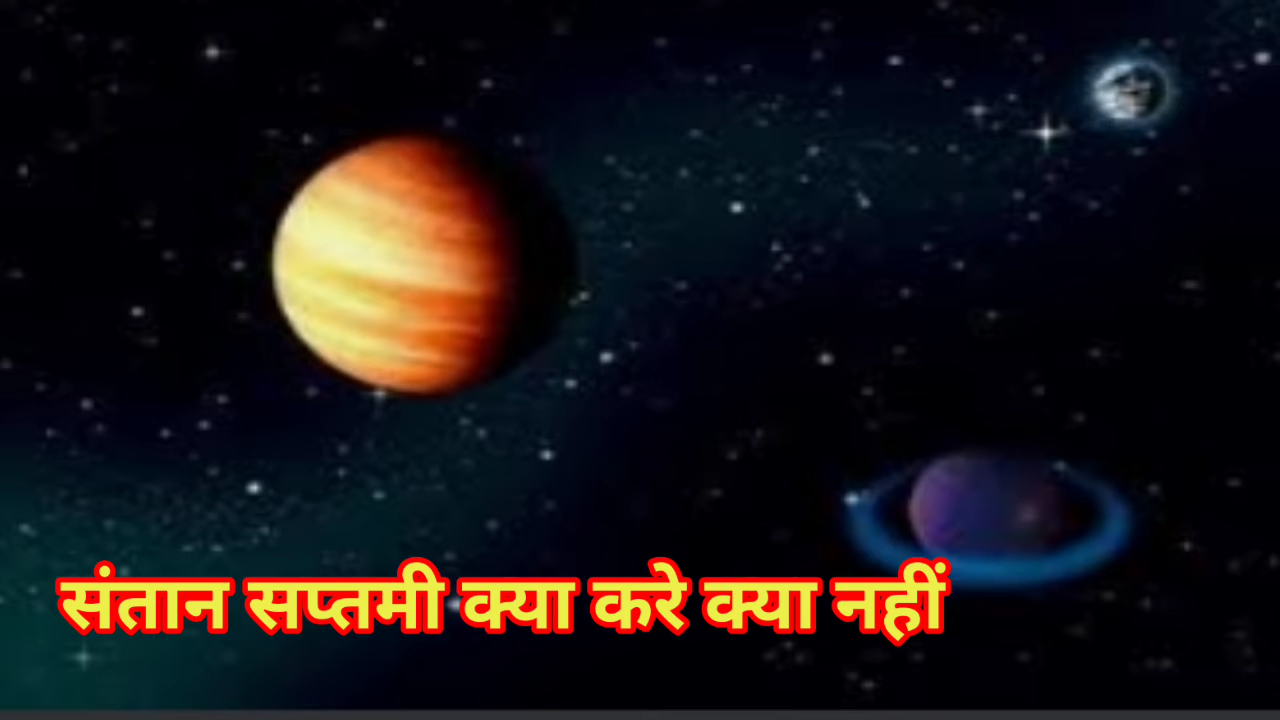 संतान सप्तमी क्या करे क्या नहीं